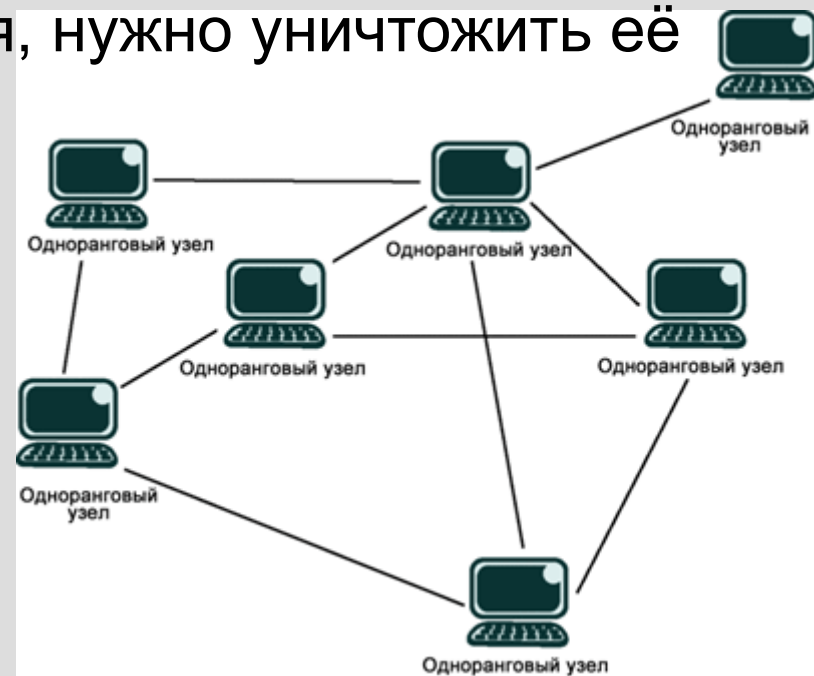 я, нужно уничтожить её
Одноранговый
узел
Одноранговый узел
Одноранговый узел
Одноранговый узел
Одноранговый узел
Одноранговый
узел
Одноранговый узел